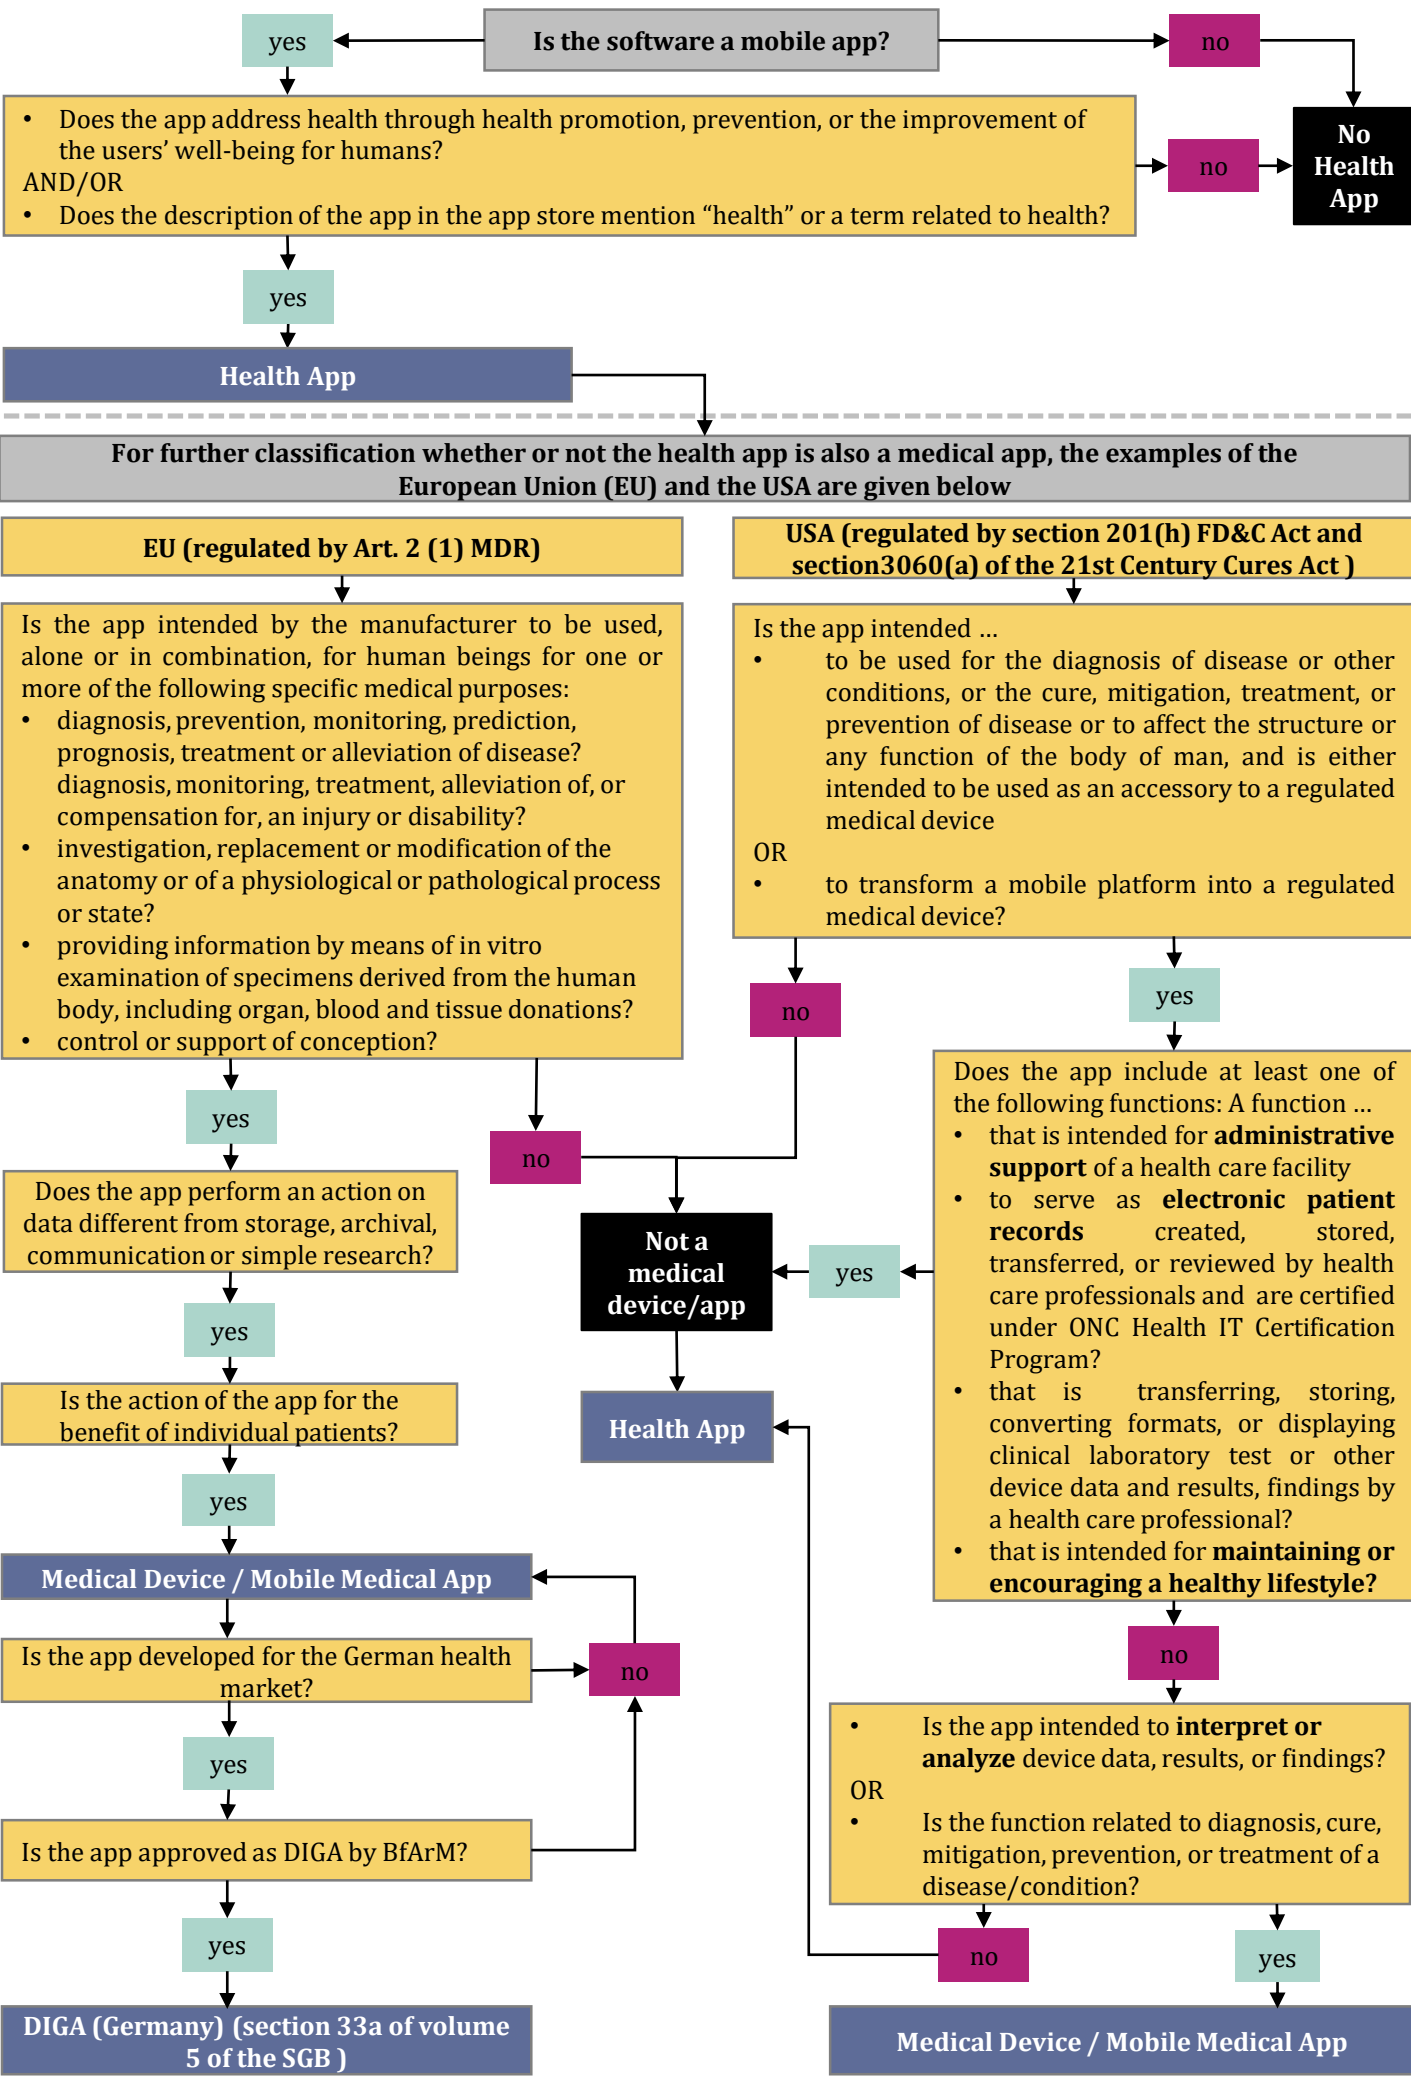 Is the software a mobile app?
yes
no
• Does the app address health through health promotion, prevention, or the improvement of
the users’ well-being for humans?
AND/OR
• Does the description of the app in the app store mention “health” or a term related to health?
no
No
Health
App
yes
Health App
For further classification whether or not the health app is also a medical app, the examples of the
European Union (EU) and the USA are given below
EU (regulated by Art. 2 (1) MDR)
Is the app intended by the manufacturer to be used,
alone or in combination, for human beings for one or
more of the following specific medical purposes:
• diagnosis, prevention, monitoring, prediction,
prognosis, treatment or alleviation of disease?
diagnosis, monitoring, treatment, alleviation of, or
compensation for, an injury or disability?
• investigation, replacement or modification of the
anatomy or of a physiological or pathological process
or state?
• providing information by means of in vitro
examination of specimens derived from the human
body, including organ, blood and tissue donations?
• control or support of conception?
yes
no
Does the app perform an action on
data different from storage, archival,
communication or simple research?
yes
Is the action of the app for the
benefit of individual patients?
yes
Medical Device / Mobile Medical App
Is the app developed for the German health
market?
no
yes
Is the app approved as DIGA by BfArM?
yes
DIGA (Germany) (section 33a of volume
5 of the SGB )
USA (regulated by section 201(h) FD&C Act and
section3060(a) of the 21st Century Cures Act )
Is the app intended …
• to be used for the diagnosis of disease or other
conditions, or the cure, mitigation, treatment, or
prevention of disease or to affect the structure or
any function of the body of man, and is either
intended to be used as an accessory to a regulated
medical device
OR
• to transform a mobile platform into a regulated
medical device?
no
yes
Not a
medical
device/app
yes
Health App
Does the app include at least one of
the following functions: A function …
• that is intended for administrative
support of a health care facility
• to serve as electronic patient
records created, stored,
transferred, or reviewed by health
care professionals and are certified
under ONC Health IT Certification
Program?
• that is transferring, storing,
converting formats, or displaying
clinical laboratory test or other
device data and results, findings by
a health care professional?
• that is intended for maintaining or
encouraging a healthy lifestyle?
no
• Is the app intended to interpret or
analyze device data, results, or findings?
OR
• Is the function related to diagnosis, cure,
mitigation, prevention, or treatment of a
disease/condition?
no
yes
Medical Device / Mobile Medical App